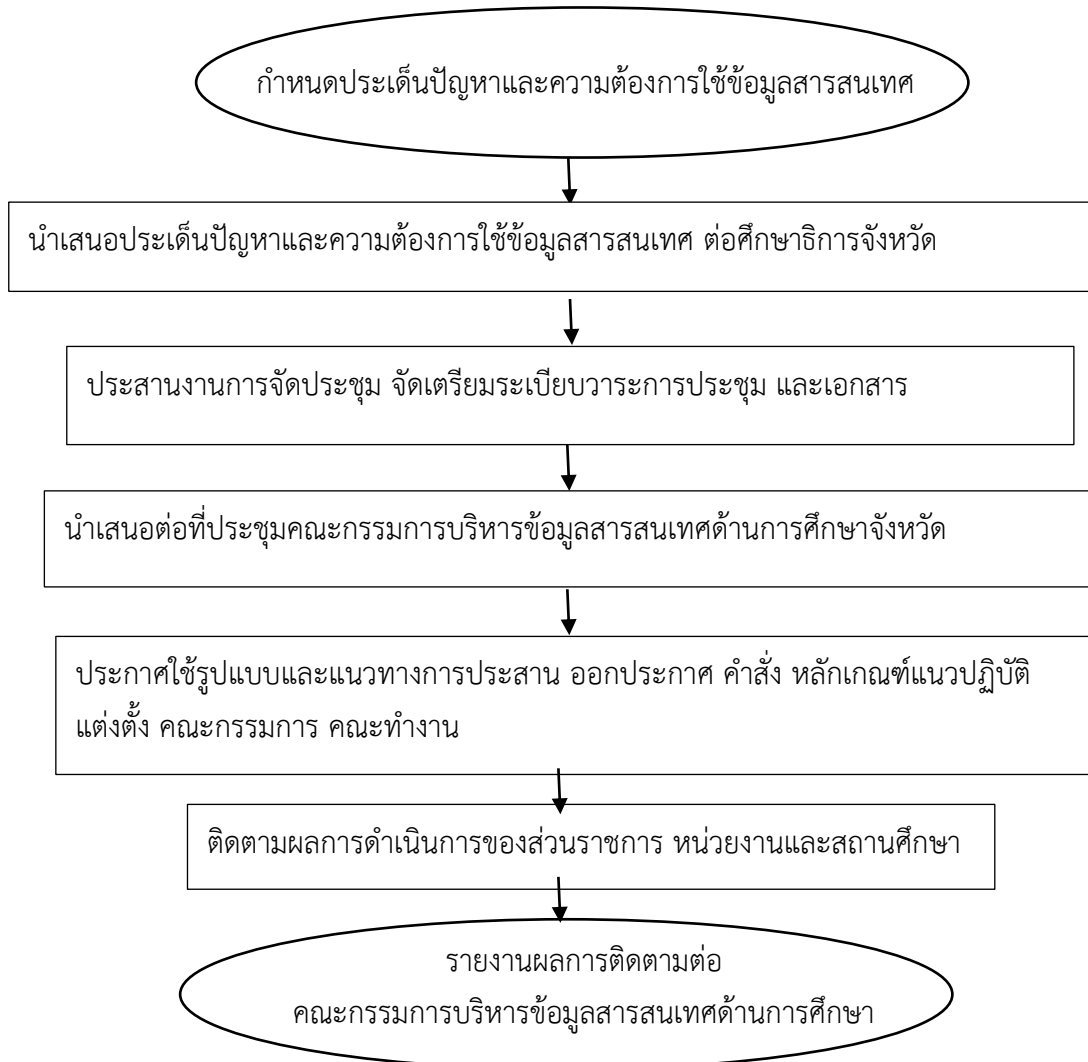 กำหนดประเด็นปัญหาและความต้องการใช้ข้อมูลสารสนเทศ
นำเสนอประเด็นปัญหาและความต้องการใช้ข้อมูลสารสนเทศ ต่อศึกษาธิการจังหวัด
ประสานงานการจัดประชุม จัดเตรียมระเบียบวาระการประชุม และเอกสาร
นำเสนอต่อที่ประชุมคณะกรรมการบริหารข้อมูลสารสนเทศด้านการศึกษาจังหวัด
ประกาศใช้รูปแบบและแนวทางการประสาน ออกประกาศ คำสั่ง หลักเกณฑ์แนวปฏิบัติ
แต่งตั้ง คณะกรรมการ คณะทำงาน
ติดตามผลการดำเนินการของส่วนราชการ หน่วยงานและสถานศึกษา
รายงานผลการติดตามต่อ
คณะกรรมการบริหารข้อมูลสารสนเทศด้านการศึกษา